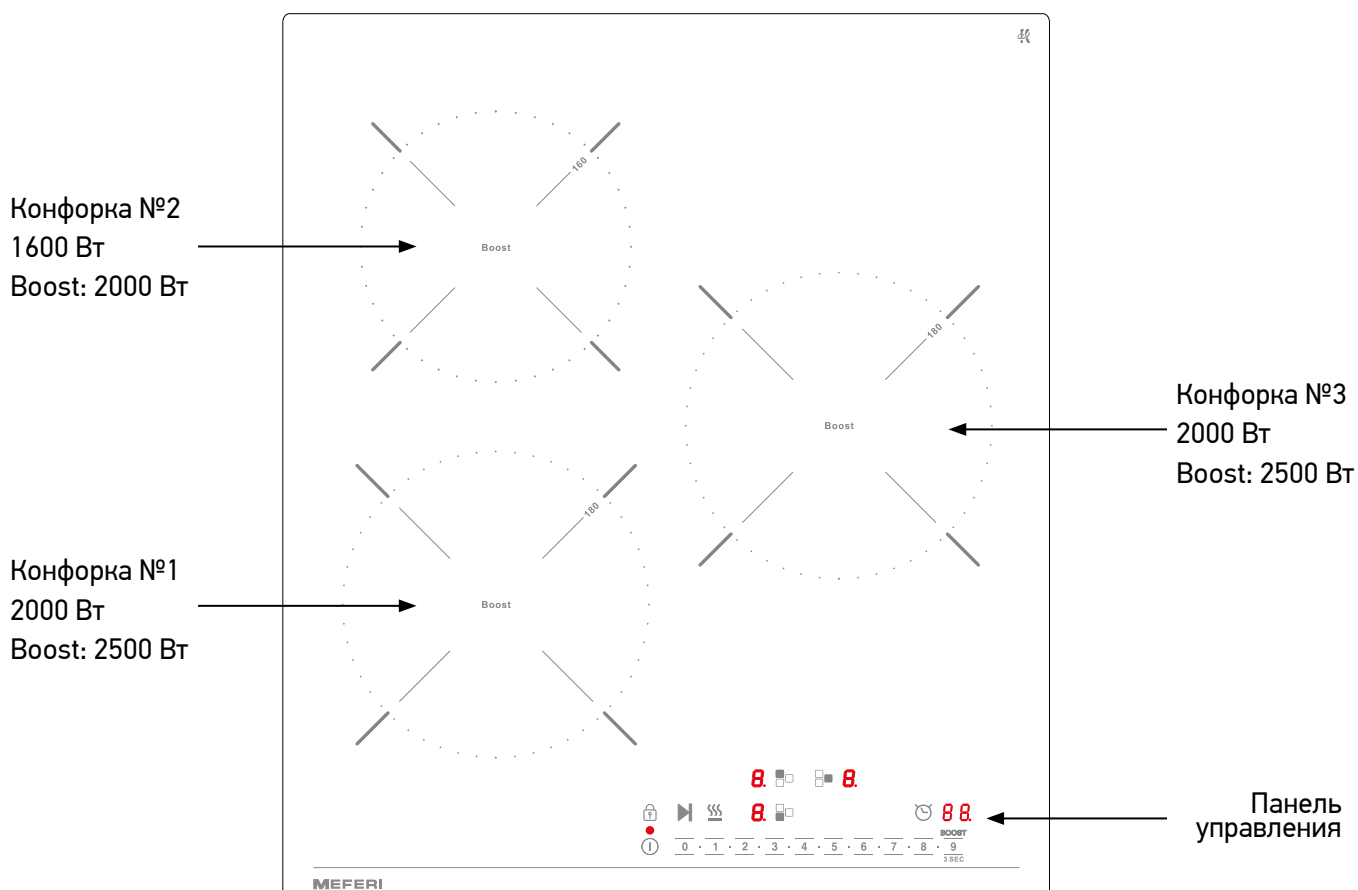 Конфорка №2
1600 Вт
Boost: 2000 Вт
160
Boost
180
Boost
Конфорка №3
2000 Вт
Boost: 2500 Вт
180
Boost
Конфорка №1
2000 Вт
Boost: 2500 Вт
8. 8.
8. 88.
BOOST
0 · 1 · 2 · 3 · 4 · 5 · 6 · 7 · 8 · 9
3 SEC
Панель
управления
MEFERI